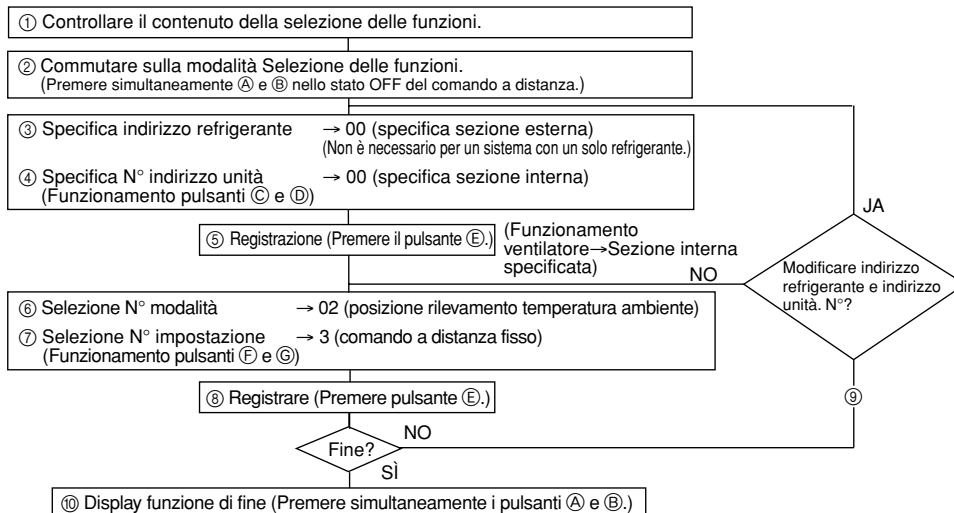 ① Controllare il contenuto della selezione delle funzioni.
② Commutare sulla modalità Selezione delle funzioni.
(Premere simultaneamente Ⓐ e Ⓑ nello stato OFF del comando a distanza.)
③ Specifica indirizzo refrigerante → 00 (specifica sezione esterna)
(Non è necessario per un sistema con un solo refrigerante.)
④ Specifica N° indirizzo unità → 00 (specifica sezione interna)
(Funzionamento pulsanti Ⓒ e Ⓓ)
JA
⑤ Registrazione (Premere il pulsante Ⓔ.)
(Funzionamento
ventilatore→Sezione interna
specificata)
NO
Modificare indirizzo
refrigerante e indirizzo
unità. N°?
⑥ Selezione N° modalità → 02 (posizione rilevamento temperatura ambiente)
⑦ Selezione N° impostazione → 3 (comando a distanza fisso)
(Funzionamento pulsanti Ⓕ e Ⓖ)
⑧ Registrare (Premere pulsante Ⓔ.)
⑨
Fine?
NO
SÌ
⑩ Display funzione di fine (Premere simultaneamente i pulsanti Ⓐ e Ⓑ.)